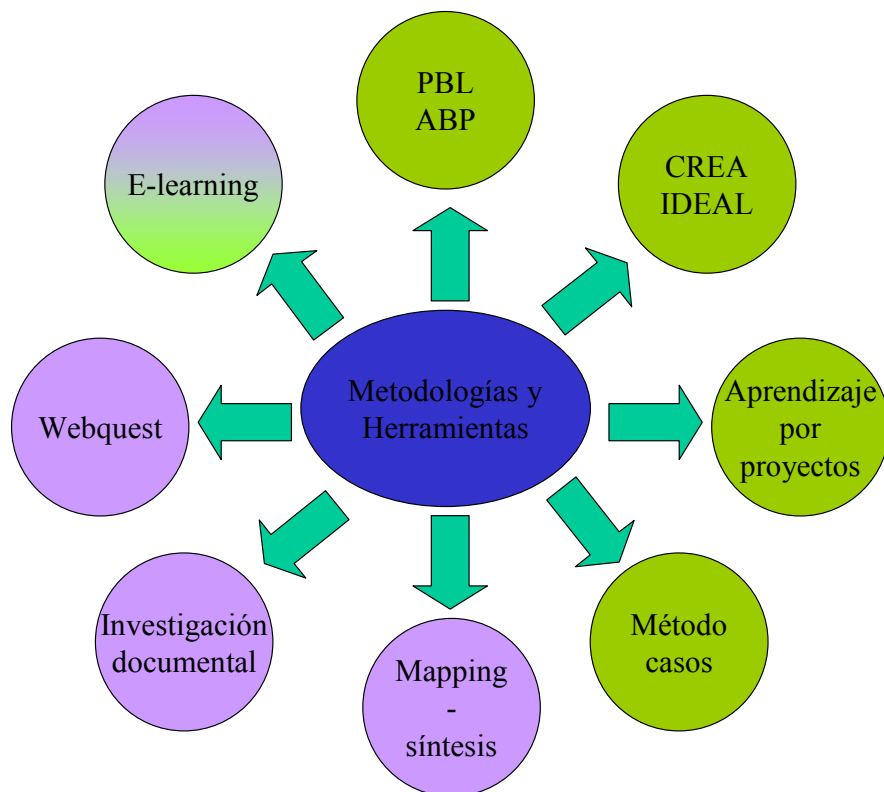 PBL
ABP
CREA
IDEAL
E-learning
Metodologías y
Herramientas
Aprendizaje
por
proyectos
Webquest
Investigación
documental
Mapping
-
síntesis
Método
casos